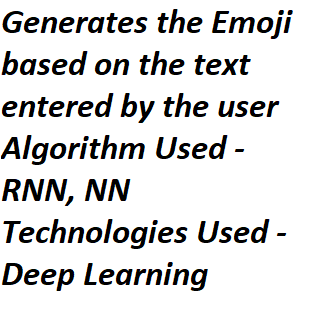 Generates the Emoji
based on the text
entered by the user
Algorithm Used -
RNN, NN
Technologies Used -
Deep Learning